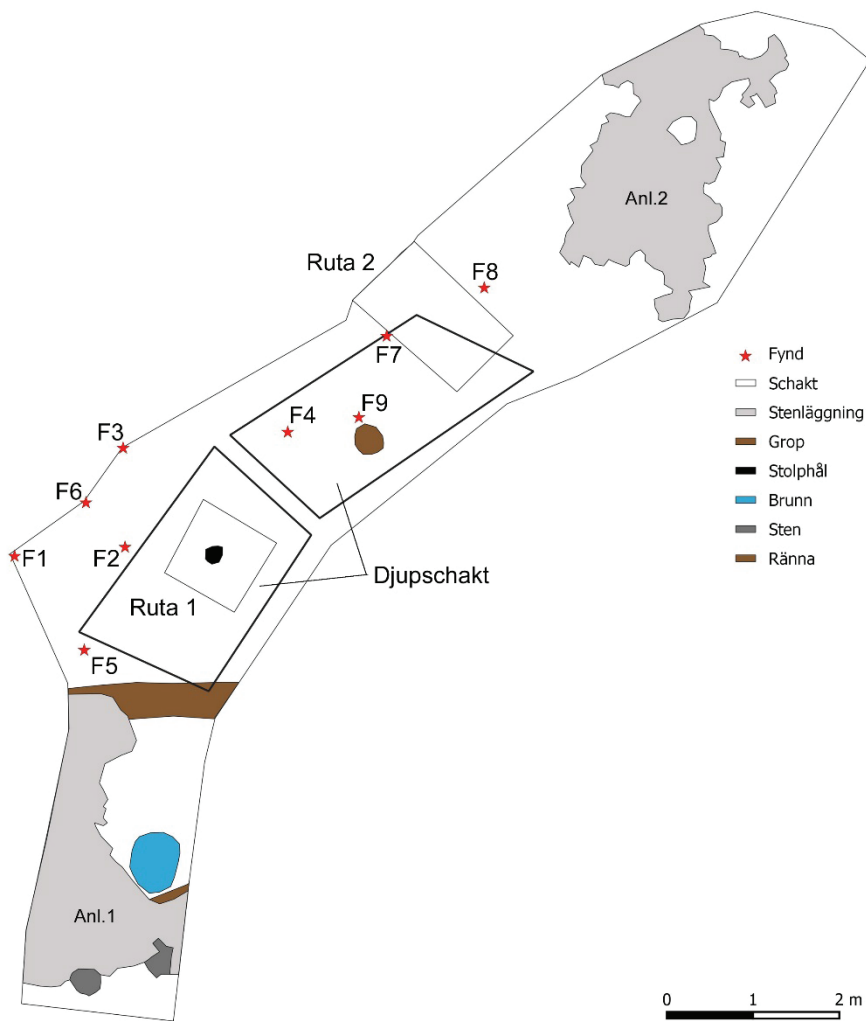 Anl.2
Ruta 2
F8
F7
F4
F9
F3
F6
F1
F2
Djupschakt
Ruta 1
F5
Anl.1
Fynd
Schakt
Stenläggning
Grop
Stolphål
Brunn
Sten
Ränna
0 1 2 m